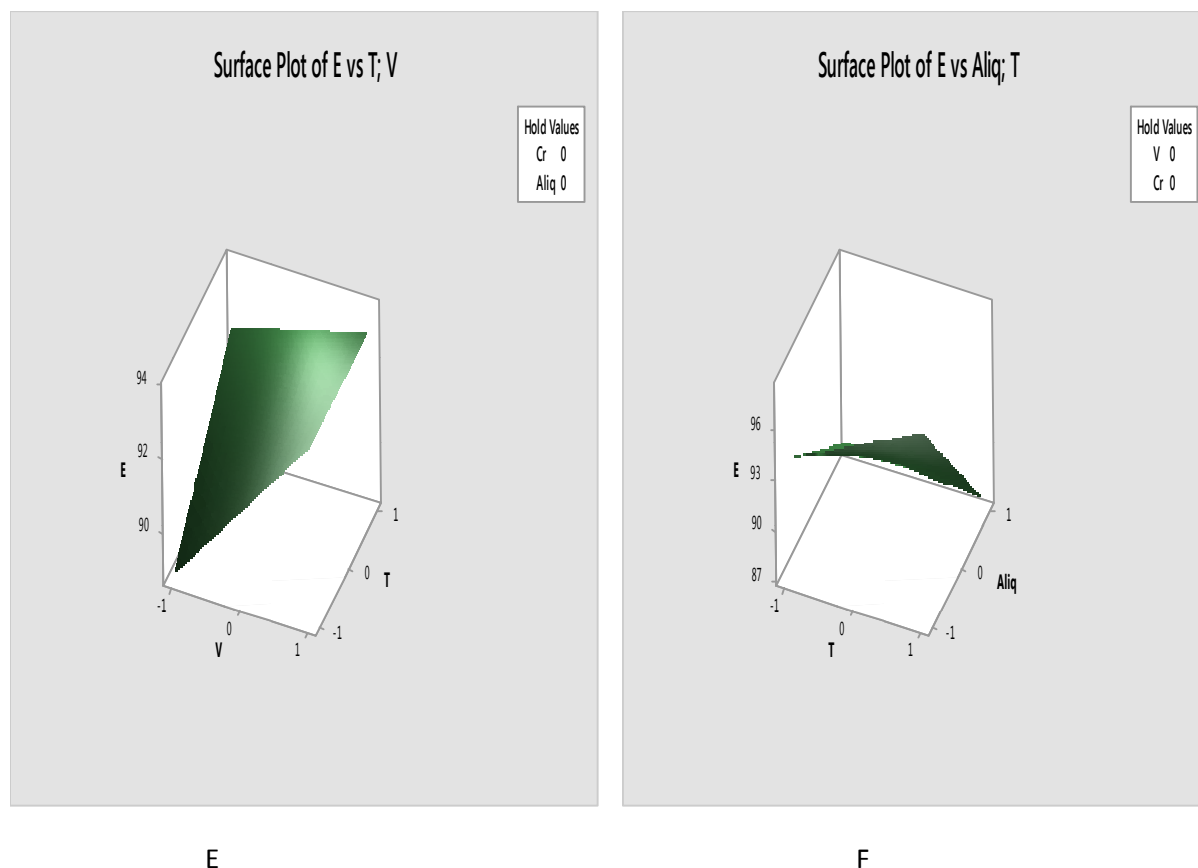 Surface Plot of E vs T; V
Hold Values
Cr 0
Aliq 0
94
92
90
E
-1
0
1
V
-1
0
1
T
E
Surface Plot of E vs Aliq; T
Hold Values
V 0
Cr 0
96
93
90
87
E
-1
0
1
T
-1
0
1
Aliq
F